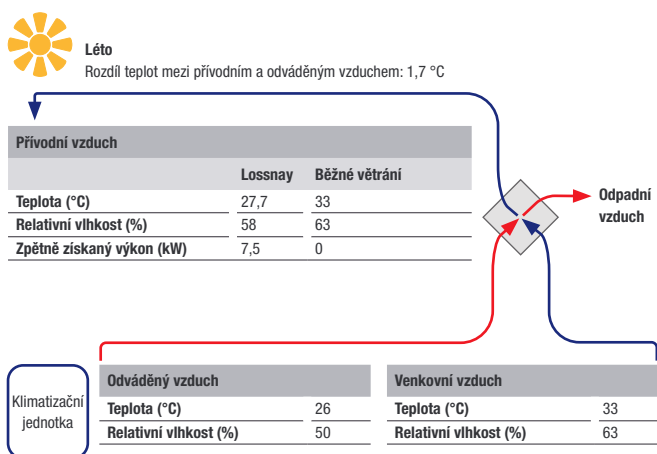 Léto
Rozdíl teplot mezi přívodním a odváděným vzduchem: 1,7 °C
Přívodní vzduch
Lossnay Běžné větrání
Teplota (°C) 27,7 33
Relativní vlhkost (%) 58 63
Zpětně získaný výkon (kW) 7,5 0
Odpadní
vzduch
Klimatizační
jednotka
Odváděný vzduch
Teplota (°C) 26
Relativní vlhkost (%) 50
Venkovní vzduch
Teplota (°C) 33
Relativní vlhkost (%) 63